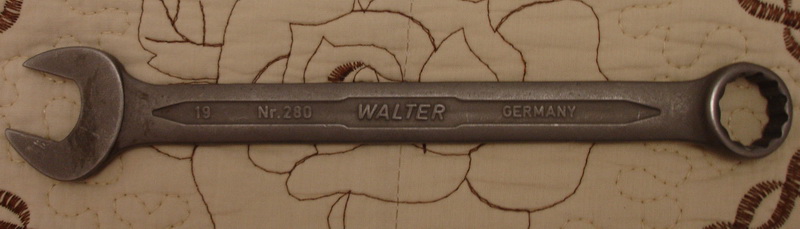 19 Nr.280 WALTER GERMANY